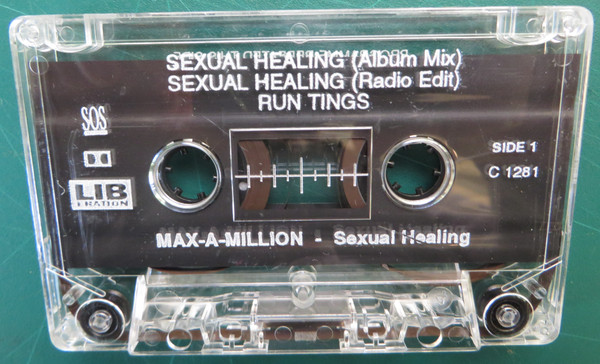 SEXUAL HEALING (Album Mix)
SEXUAL HEALING (Radio Edit)
RUN TINGS
SOS
SIDE 1
C 1281
LIB
ERATION
MAX-A-MILLION - Sexual Healing